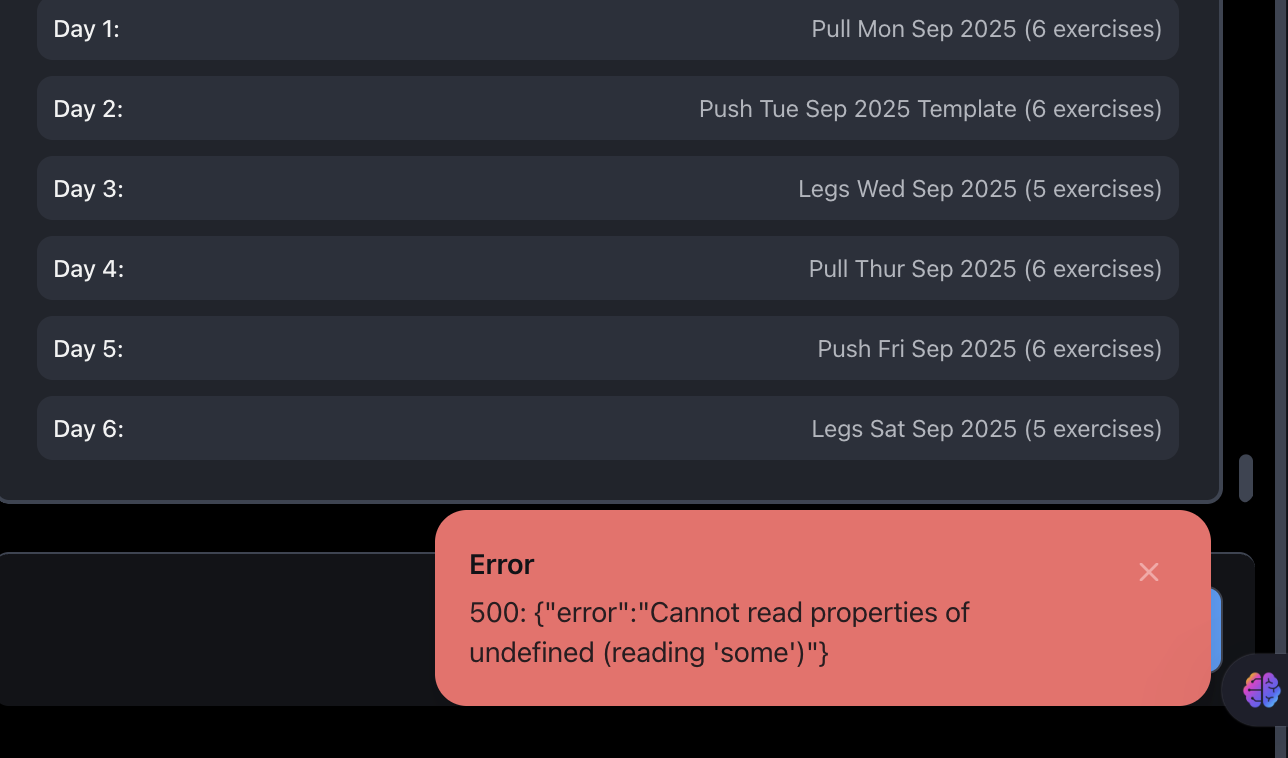 Day 1: Pull Mon Sep 2025 (6 exercises)
Day 2: Push Tue Sep 2025 Template (6 exercises)
Day 3: Legs Wed Sep 2025 (5 exercises)
Day 4: Pull Thur Sep 2025 (6 exercises)
Day 5: Push Fri Sep 2025 (6 exercises)
Day 6: Legs Sat Sep 2025 (5 exercises)
Error
500: {"error":"Cannot read properties of
undefined (reading 'some')"}